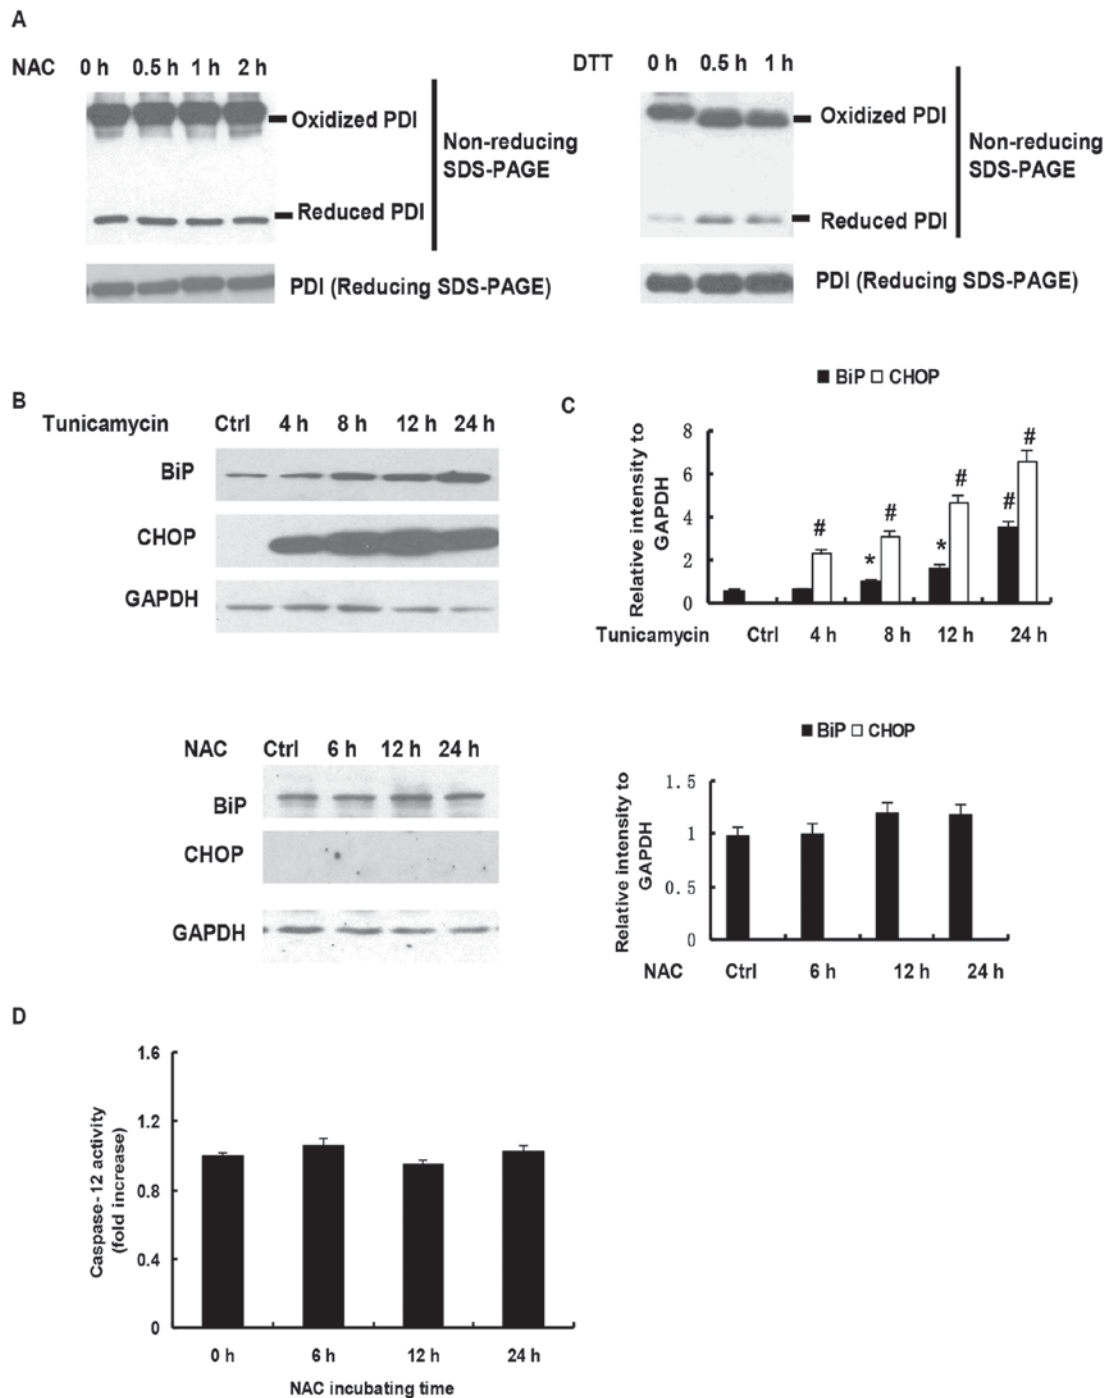 A
NAC 0 h 0.5 h 1 h 2 h
Oxidized PDI
Non-reducing
SDS-PAGE
Reduced PDI
PDI (Reducing SDS-PAGE)
DTT 0 h 0.5 h 1 h
Oxidized PDI
Non-reducing
SDS-PAGE
Reduced PDI
PDI (Reducing SDS-PAGE)
B
Tunicamycin Ctrl 4 h 8 h 12 h 24 h
BiP
CHOP
GAPDH
NAC Ctrl 6 h 12 h 24 h
BiP
CHOP
GAPDH
C
BiP CHOP
Relative intensity to
GAPDH
8
6
4
2
0
# # # # #
* *
Tunicamycin Ctrl 4 h 8 h 12 h 24 h
BiP CHOP
Relative intensity to
GAPDH
1.5
1
0.5
0
NAC Ctrl 6 h 12 h 24 h
D
Caspase-12 activity
(fold increase)
1.6
1.2
0.8
0.4
0
0 h 6 h 12 h 24 h
NAC incubating time